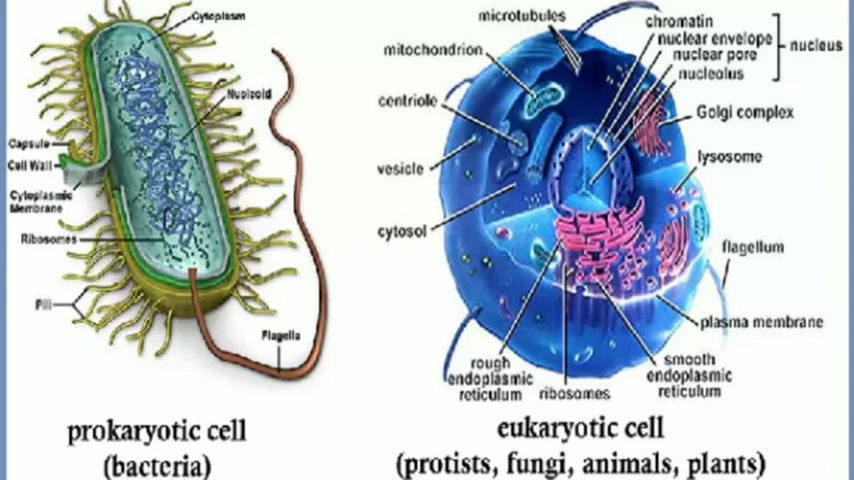 Cytoplasm
Nucleoid
Capsule
Cell Wall
Cytoplasmic
Membrane
Ribosomes
Pili
Flagella
prokaryotic cell
(bacteria)
microtubules
mitochondrion
centriole
vesicle
cytosol
chromatin
nuclear envelope
nuclear pore
nucleolus
nucleus
Golgi complex
lysosome
flagellum
plasma membrane
rough
endoplasmic
reticulum
ribosomes
smooth
endoplasmic
reticulum
eukaryotic cell
(protists, fungi, animals, plants)